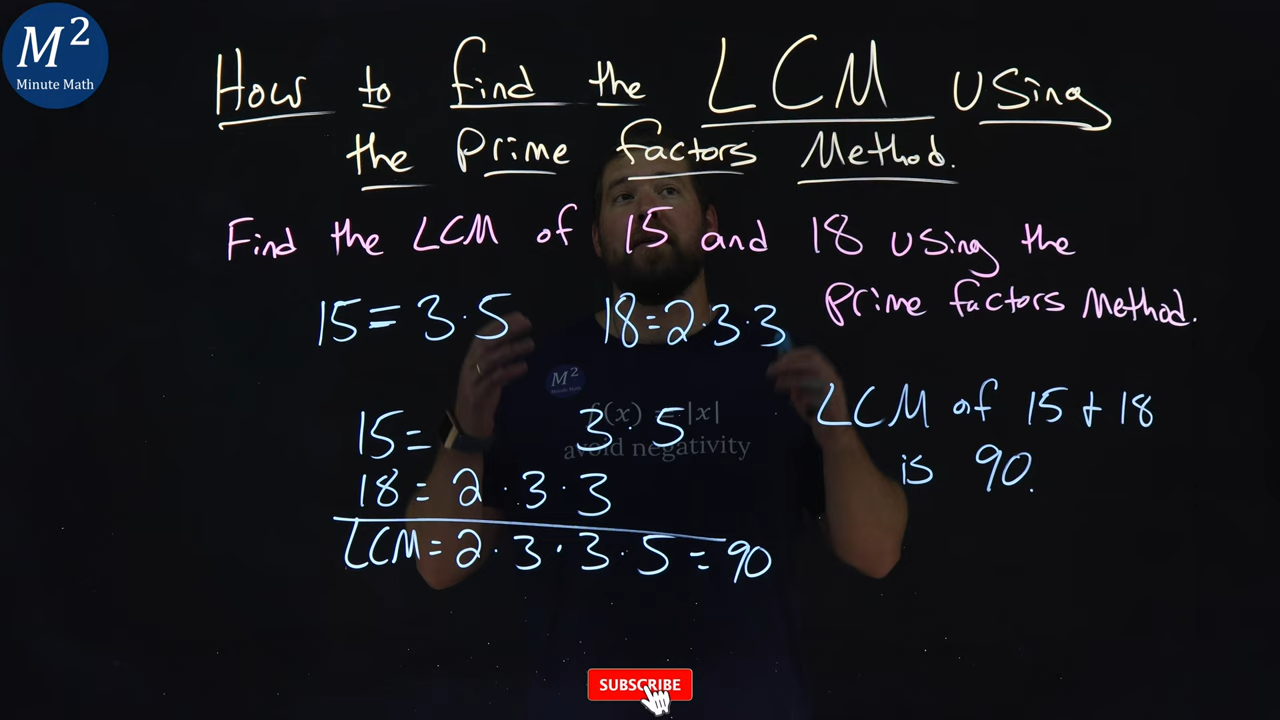 M²
Minute Math
How to find the LCM using
the Prime factors Method.
Find the LCM of 15 and 18 using the
Prime factors Method.
15=3·5
18=2·3·3
M²
Minute Math
f(x) = |x|
avoid negativity
15= 3·5
18=2·3·3
LCM=2·3·3·5=90
LCM of 15 + 18
is 90.
SUBSCRIBE